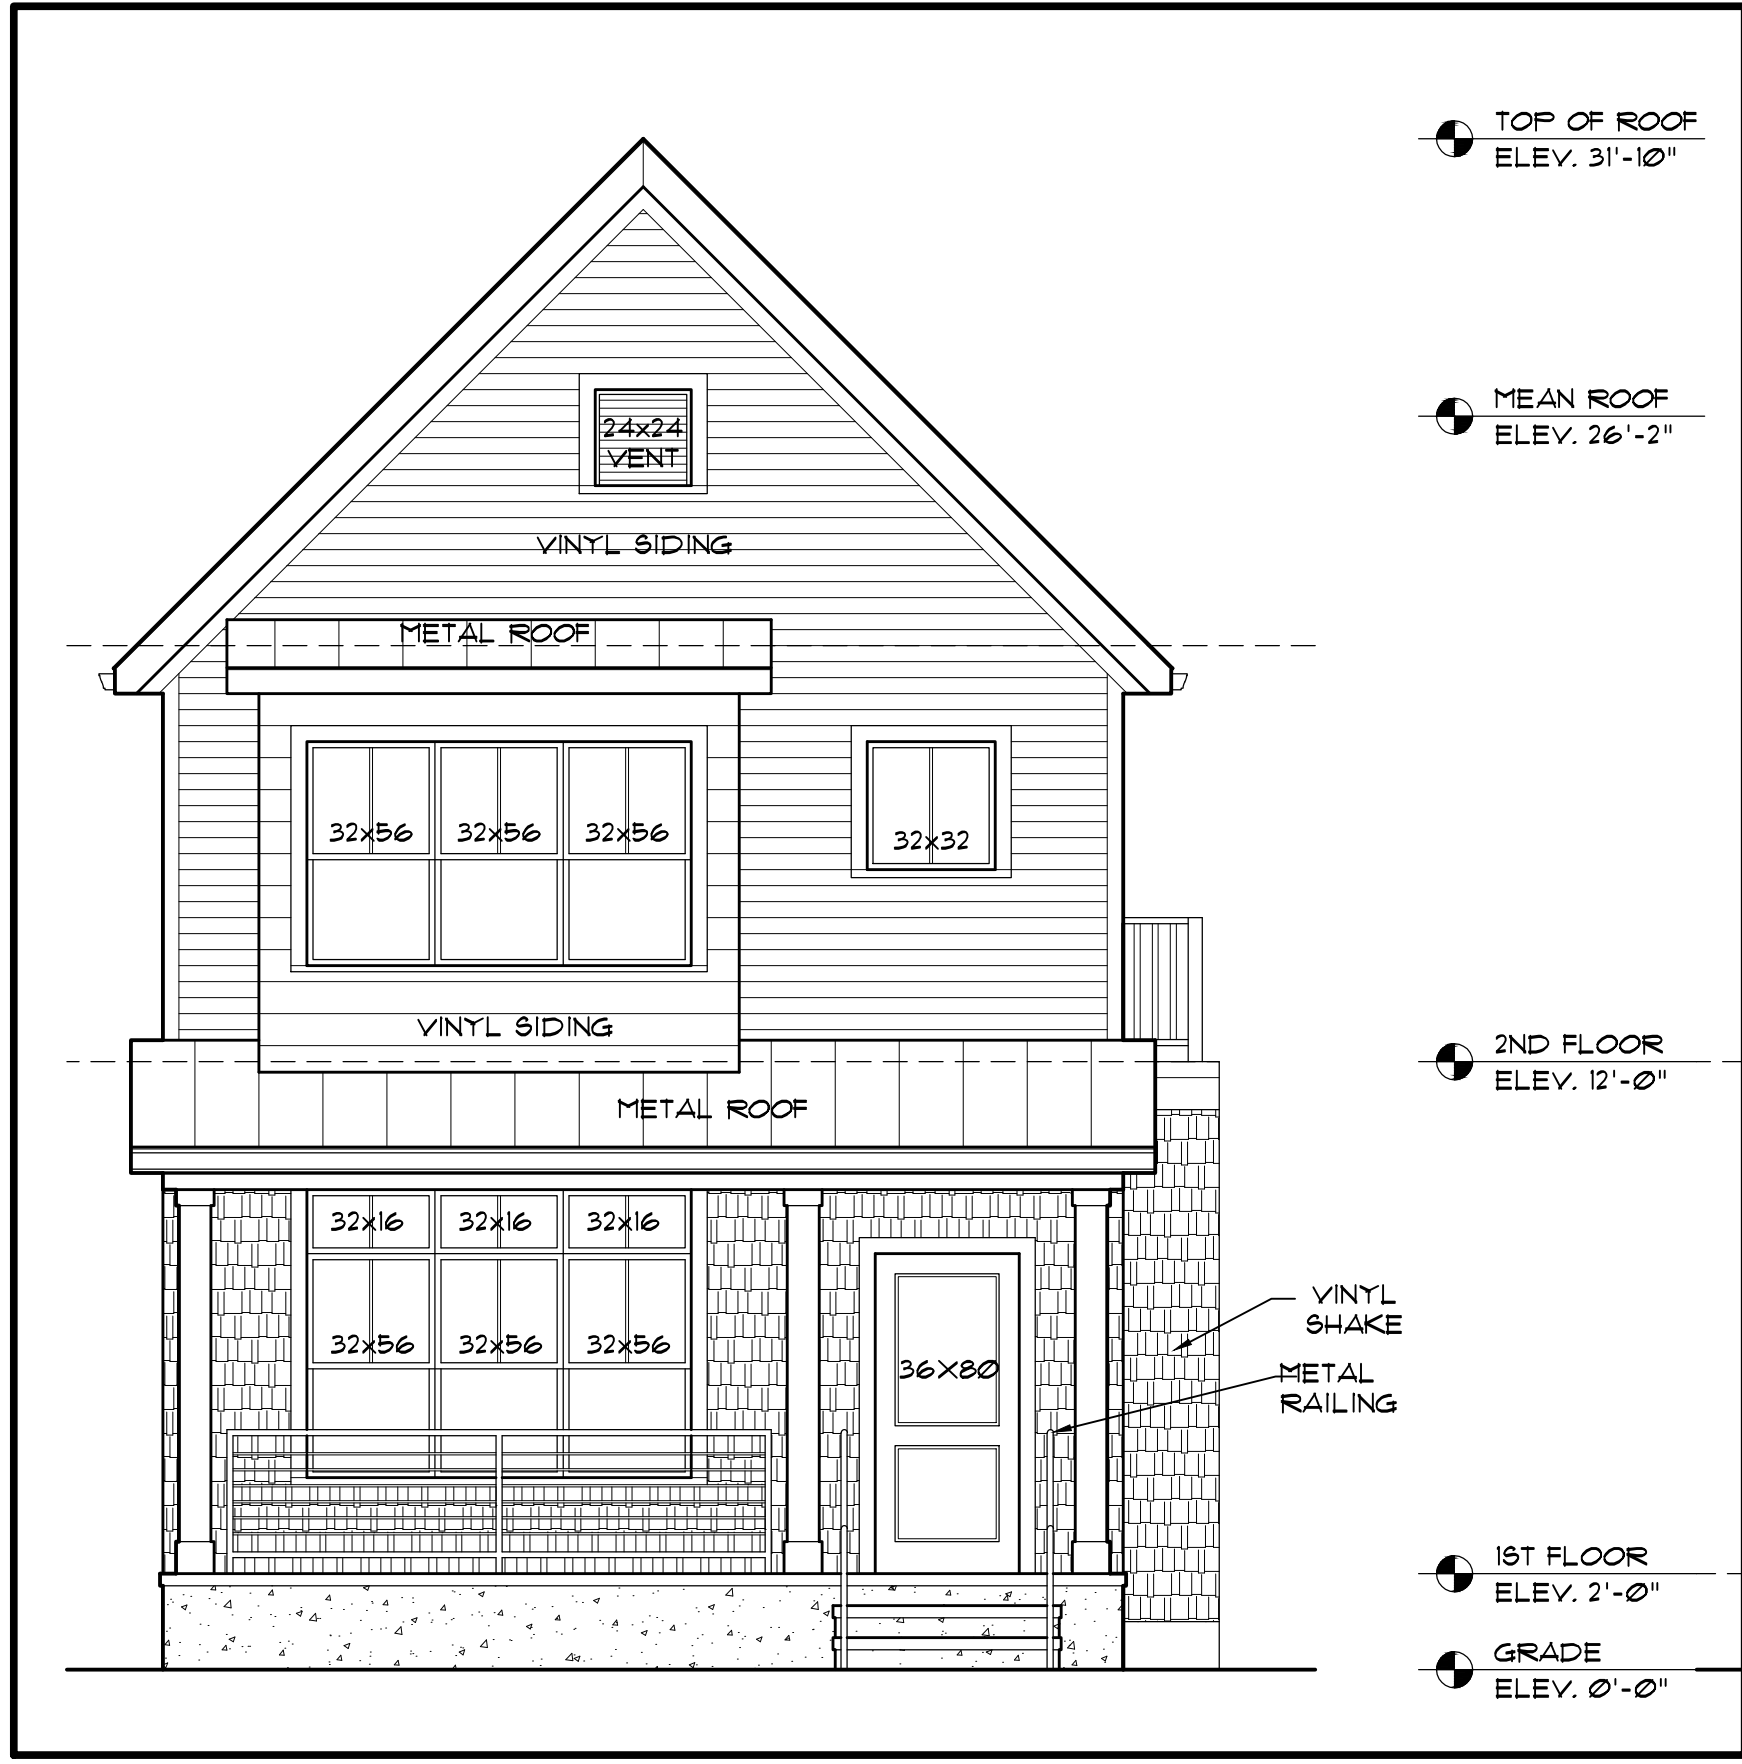 TOP OF ROOF
ELEV. 31'-10"
MEAN ROOF
ELEV. 26'-2"
24x24
VENT
VINYL SIDING
METAL ROOF
32x56 32x56 32x56 32x32
VINYL SIDING
2ND FLOOR
ELEV. 12'-0"
METAL ROOF
32x16 32x16 32x16
VINYL
SHAKE
32x56 32x56 32x56 36X80
METAL
RAILING
1ST FLOOR
ELEV. 2'-0"
GRADE
ELEV. 0'-0"